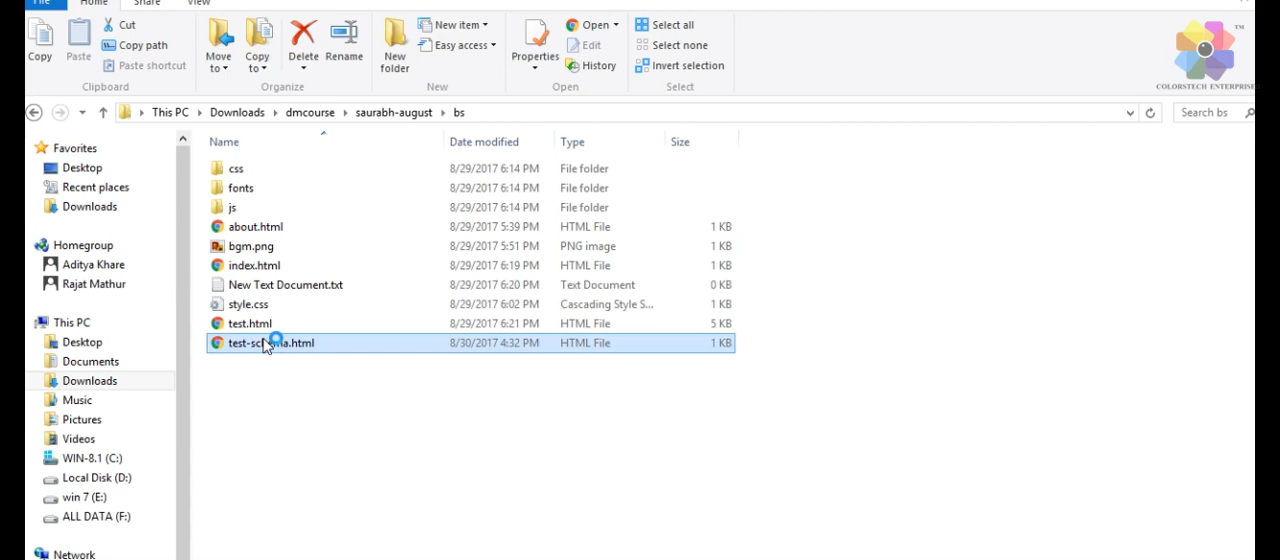 File Home Share View
Copy Paste Cut Copy path Paste shortcut Clipboard
Move to Copy to Delete Rename Organize
New folder New item Easy access New
Properties Open Edit History Open
Select all Select none Invert selection Select
TM
COLORSTECH ENTERPRISE
This PC Downloads dmcourse saurabh-august bs Search bs
Name Date modified Type Size
css 8/29/2017 6:14 PM File folder
fonts 8/29/2017 6:14 PM File folder
js 8/29/2017 6:14 PM File folder
about.html 8/29/2017 5:39 PM HTML File 1 KB
bgm.png 8/29/2017 5:51 PM PNG image 1 KB
index.html 8/29/2017 6:19 PM HTML File 1 KB
New Text Document.txt 8/29/2017 6:20 PM Text Document 0 KB
style.css 8/29/2017 6:02 PM Cascading Style S... 1 KB
test.html 8/29/2017 6:21 PM HTML File 5 KB
test-schema.html 8/30/2017 4:32 PM HTML File 1 KB
Favorites
Desktop
Recent places
Downloads
Homegroup
Aditya Khare
Rajat Mathur
This PC
Desktop
Documents
Downloads
Music
Pictures
Videos
WIN-8.1 (C:)
Local Disk (D:)
win 7 (E:)
ALL DATA (F:)
Network